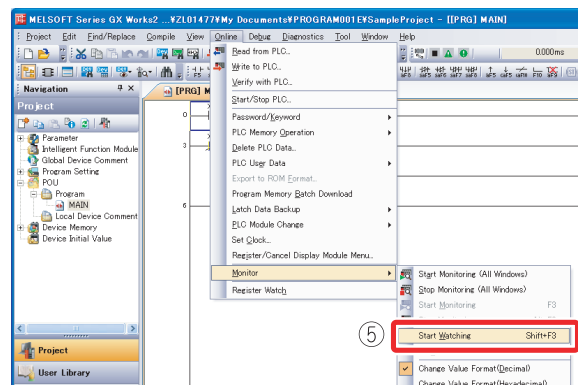 MELSOFT Series GX Works2 ...¥ZL01477¥My Documents¥PROGRAM001E¥SampleProject - [[PRG] MAIN]
Project Edit Find/Replace Compile View Online Debug Diagnostics Tool Window Help
0.000ms
Navigation
[PRG] M
Project
Parameter
Intelligent Function Module
Global Device Comment
Program Setting
POU
Program
MAIN
Local Device Comment
Device Memory
Device Initial Value
Project
User Library
0
3
6
Read from PLC...
Write to PLC...
Verify with PLC...
Start/Stop PLC...
Password/Keyword
PLC Memory Operation
Delete PLC Data...
PLC User Data
Export to ROM Format...
Program Memory Batch Download
Latch Data Backup
PLC Module Change
Set Clock...
Register/Cancel Display Module Menu...
Monitor
Register Watch
Start Monitoring (All Windows)
Stop Monitoring (All Windows)
Start Monitoring F3
⑤
Start Watching Shift+F3
Change Value Format(Decimal)
Change Value Format(Hexadecimal)